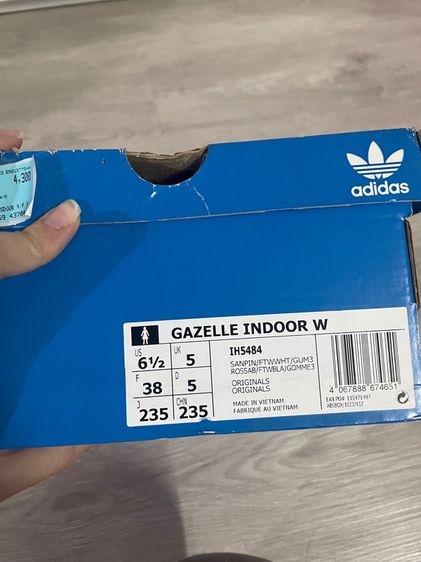 4,300
adidas
GAZELLE INDOOR W
US
6½
UK
5
F
38
D
5
J
235
CHN
235
IH5484
SANPIN/FTWWHT/GUM3
ROSSAB/FTWBLA/GOMME3
ORIGINALS
ORIGINALS
MADE IN VIETNAM
FABRIQUÉ AU VIETNAM
4 067888 674651